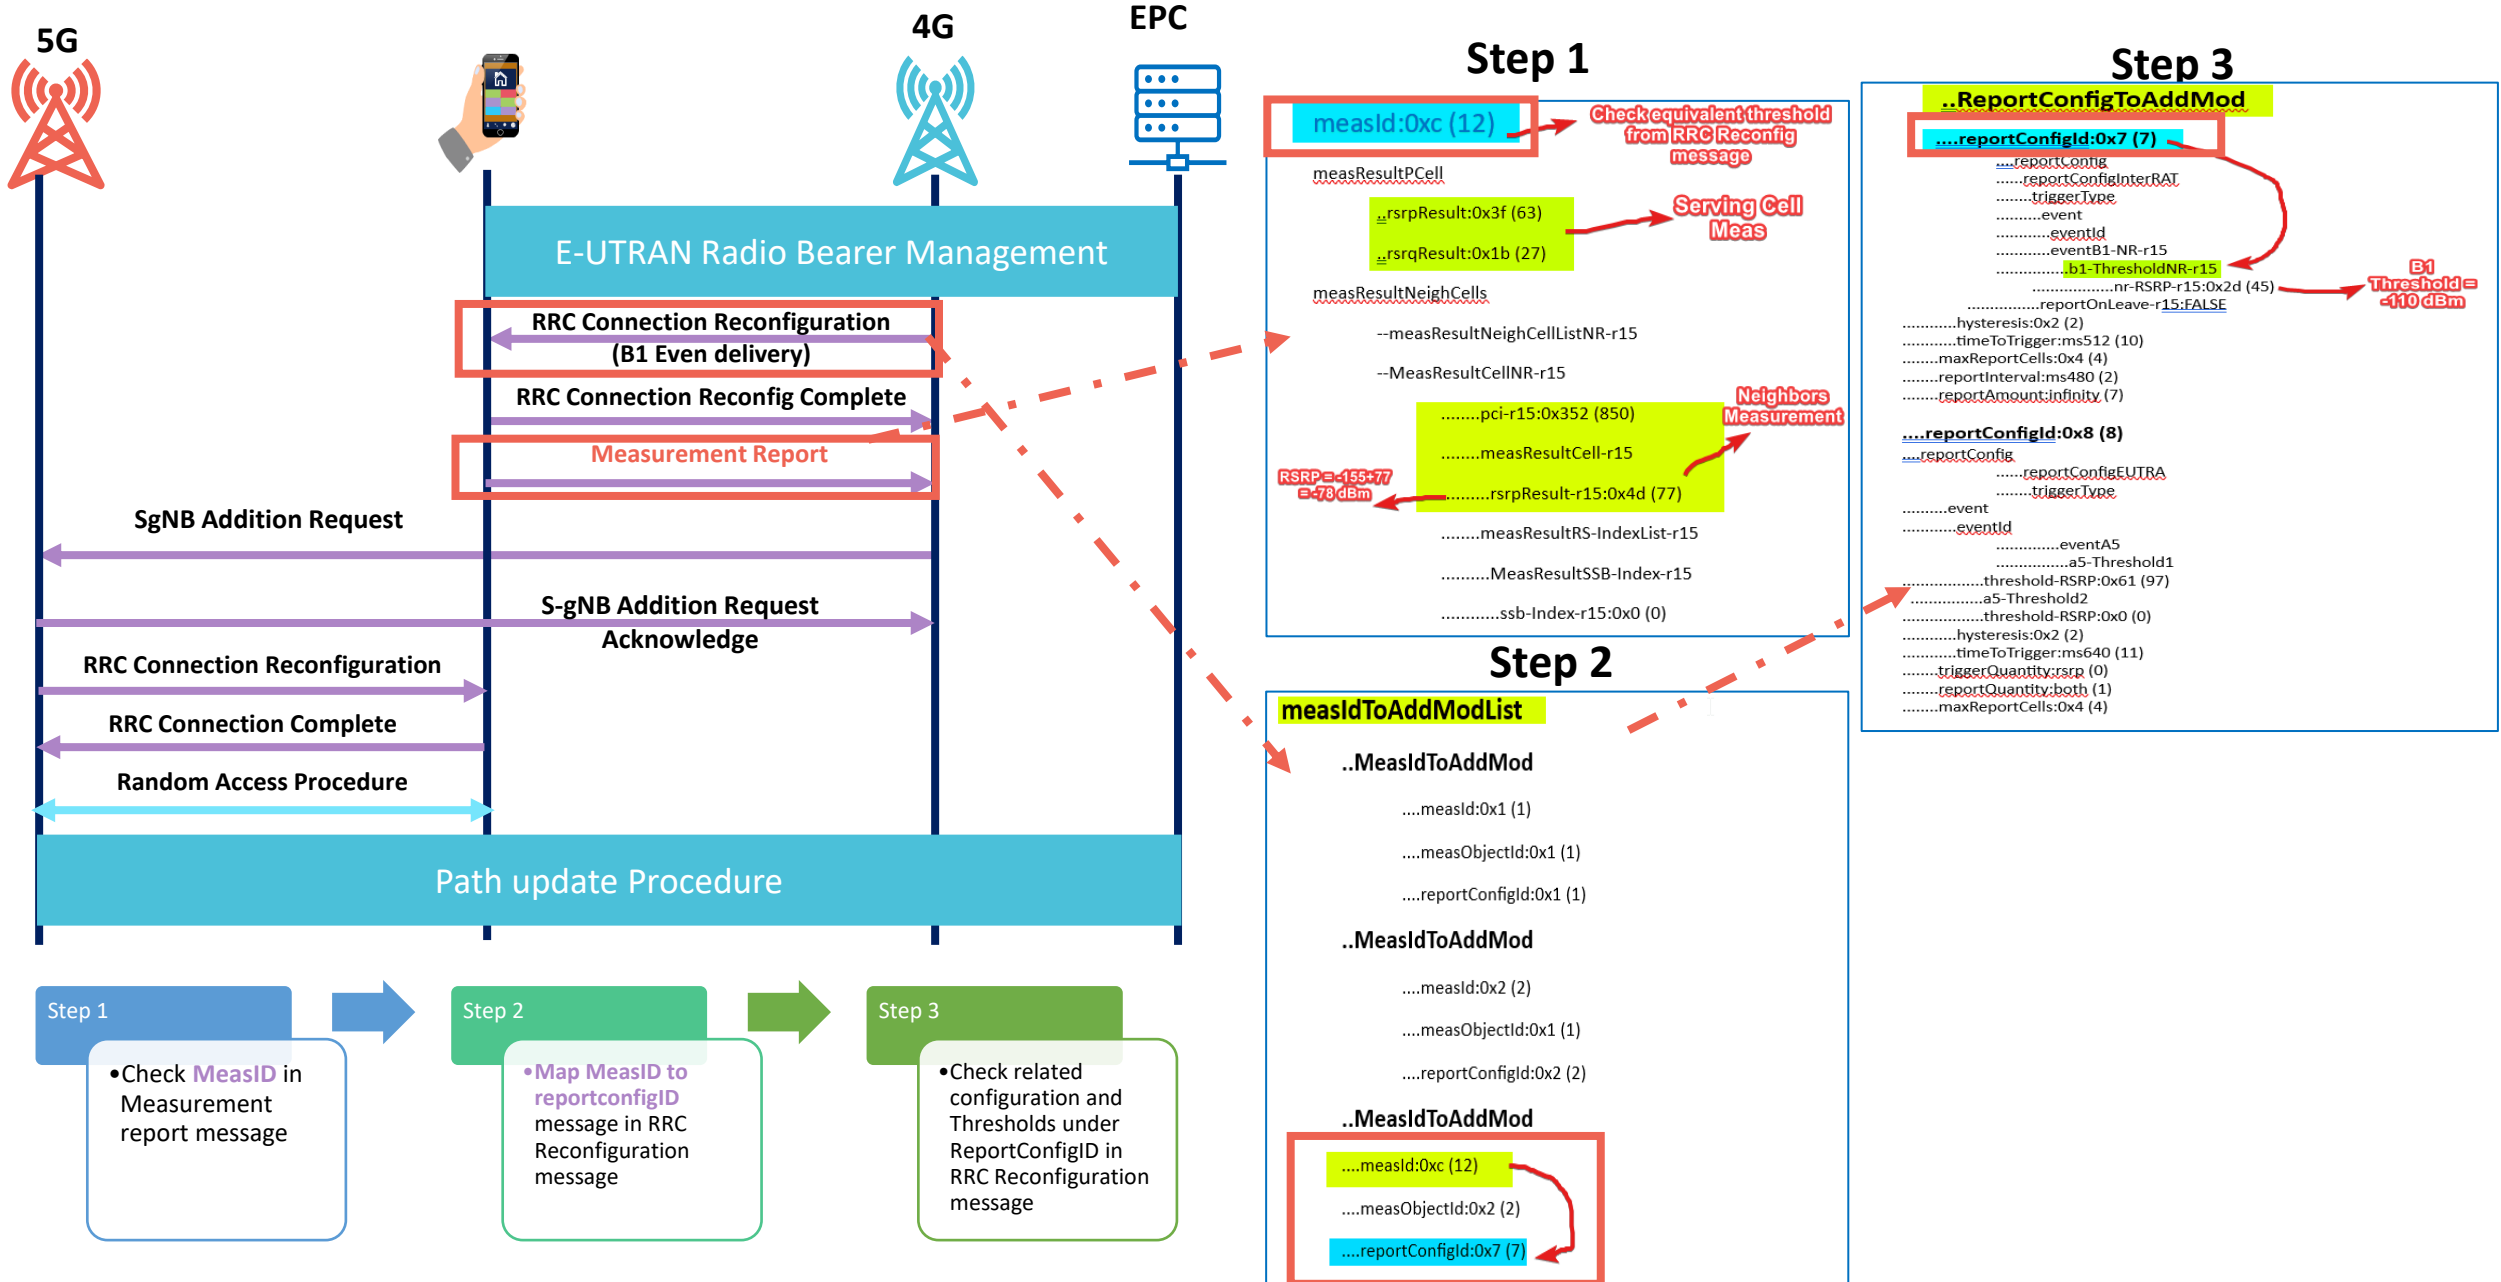 5G
4G
EPC
E-UTRAN Radio Bearer Management
RRC Connection Reconfiguration
(B1 Even delivery)
RRC Connection Reconfig Complete
Measurement Report
SgNB Addition Request
S-gNB Addition Request
Acknowledge
RRC Connection Reconfiguration
RRC Connection Complete
Random Access Procedure
Path update Procedure
Step 1
•Check MeasID in
Measurement
report message
Step 2
•Map MeasID to
reportconfigID
message in RRC
Reconfiguration
message
Step 3
•Check related
configuration and
Thresholds under
ReportConfigID in
RRC Reconfiguration
message
Step 1
measId:0xc (12)
Check equivalent threshold
from RRC Reconfig
message
measResultPCell
..rsrpResult:0x3f (63)
Serving Cell
Meas
..rsrqResult:0x1b (27)
measResultNeighCells
--measResultNeighCellListNR-r15
--MeasResultCellNR-r15
Neighbors
Measurement
........pci-r15:0x352 (850)
........measResultCell-r15
RSRP = -155+77
= -78 dBm
.........rsrpResult-r15:0x4d (77)
........measResultRS-IndexList-r15
..........MeasResultSSB-Index-r15
............ssb-Index-r15:0x0 (0)
Step 2
measIdToAddModList
..MeasIdToAddMod
....measId:0x1 (1)
....measObjectId:0x1 (1)
....reportConfigId:0x1 (1)
..MeasIdToAddMod
....measId:0x2 (2)
....measObjectId:0x1 (1)
....reportConfigId:0x2 (2)
..MeasIdToAddMod
....measId:0xc (12)
....measObjectId:0x2 (2)
....reportConfigId:0x7 (7)
Step 3
..ReportConfigToAddMod
....reportConfigId:0x7 (7)
....reportConfig
......reportConfigInterRAT
........triggerType
..........event
............eventId
..............eventB1-NR-r15
................b1-ThresholdNR-r15
..................nr-RSRP-r15:0x2d (45)
B1
Threshold =
-110 dBm
................reportOnLeave-r15:FALSE
............hysteresis:0x2 (2)
............timeToTrigger:ms512 (10)
........maxReportCells:0x4 (4)
........reportInterval:ms480 (2)
........reportAmount:infinity (7)
....reportConfigId:0x8 (8)
....reportConfig
......reportConfigEUTRA
........triggerType
..........event
............eventId
..............eventA5
................a5-Threshold1
..................threshold-RSRP:0x61 (97)
................a5-Threshold2
..................threshold-RSRP:0x0 (0)
............hysteresis:0x2 (2)
............timeToTrigger:ms640 (11)
........triggerQuantity:rsrp (0)
........reportQuantity:both (1)
........maxReportCells:0x4 (4)